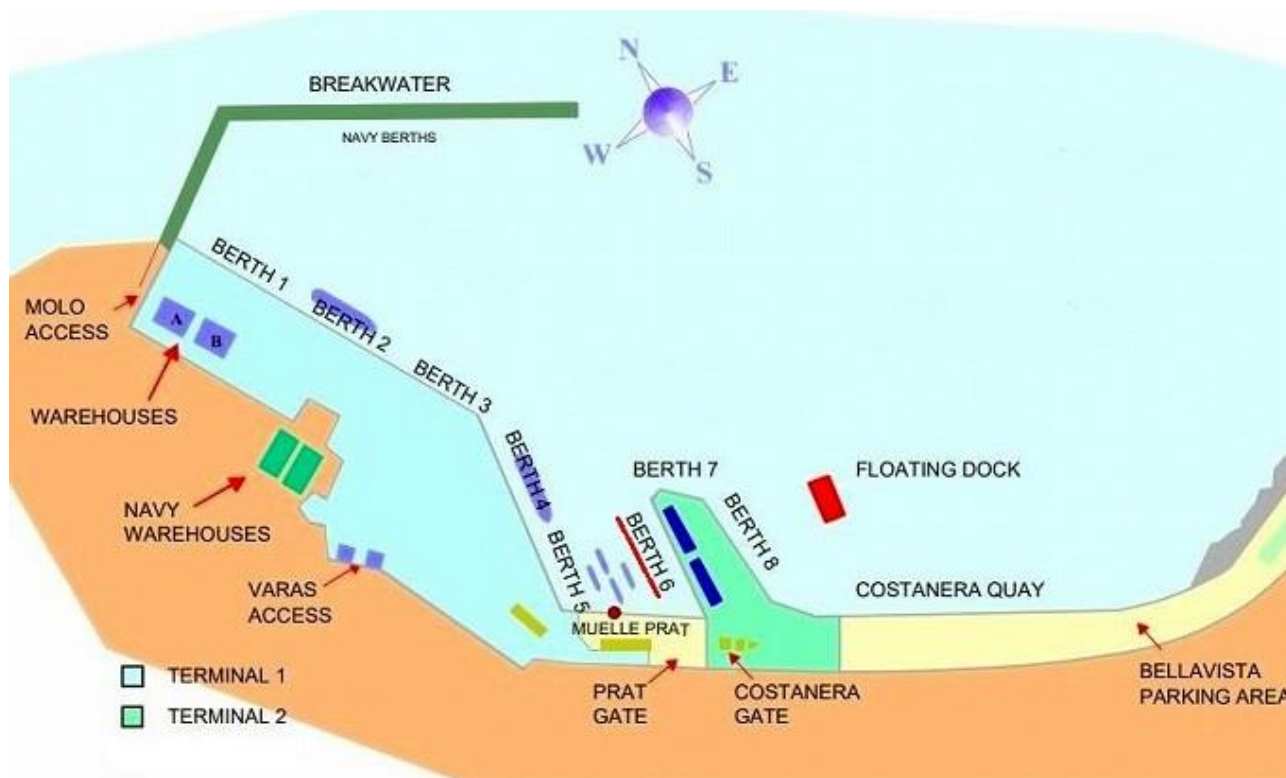 BREAKWATER
NAVY BERTHS
N
E
W
S
BERTH 1
BERTH 2
BERTH 3
MOLO
ACCESS
A
B
WAREHOUSES
BERTH 4
BERTH 5
BERTH 6
BERTH 7
BERTH 8
FLOATING DOCK
NAVY
WAREHOUSES
VARAS
ACCESS
COSTANERA QUAY
MUELLE PRAT
TERMINAL 1
TERMINAL 2
PRAT
GATE
COSTANERA
GATE
BELLAVISTA
PARKING AREA